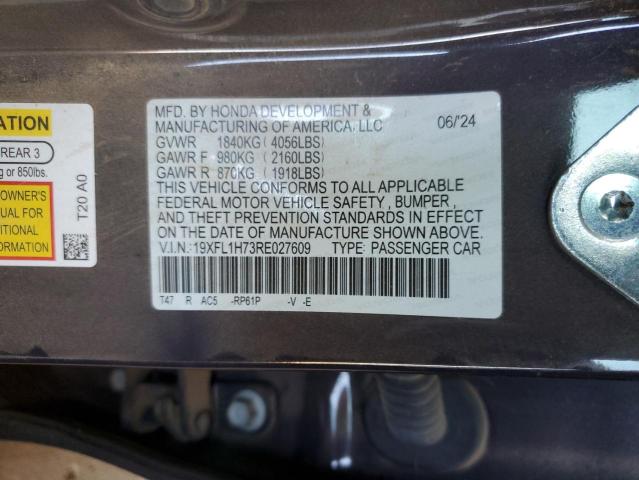 ATION
REAR 3
g or 850lbs.
OWNER'S
UAL FOR
ITIONAL
ORMATION
T20 A0
MFD. BY HONDA DEVELOPMENT &
MANUFACTURING OF AMERICA, LLC 06/'24
GVWR 1840KG (4056LBS)
GAWR F 980KG (2160LBS)
GAWR R 870KG (1918LBS)
THIS VEHICLE CONFORMS TO ALL APPLICABLE
FEDERAL MOTOR VEHICLE SAFETY, BUMPER,
AND THEFT PREVENTION STANDARDS IN EFFECT
ON THE DATE OF MANUFACTURE SHOWN ABOVE.
V.I.N.:19XFL1H73RE027609 TYPE: PASSENGER CAR
T47 R AC5 -RP61P -V -E